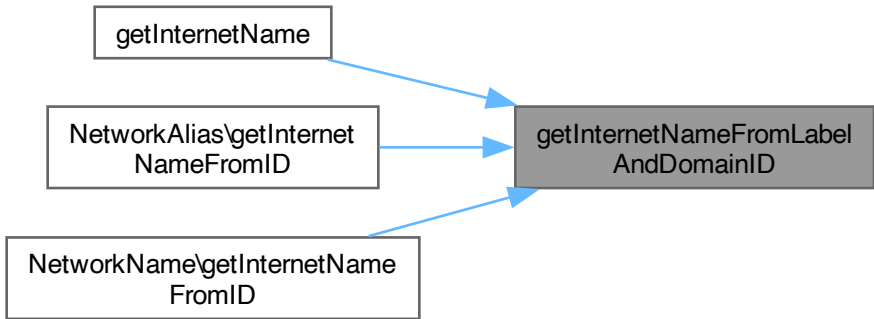 getInternetName
NetworkAlias\getInternet
NameFromID
getInternetNameFromLabel
AndDomainID
NetworkName\getInternetName
FromID